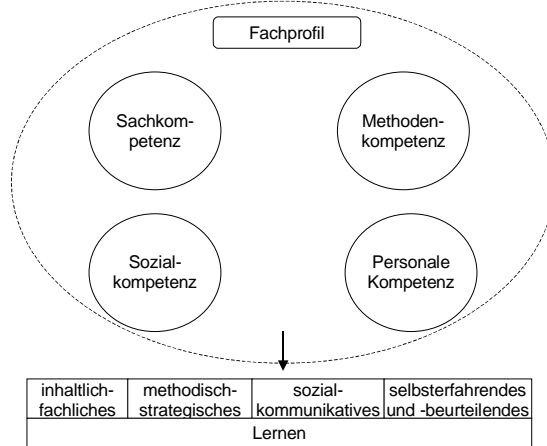 Fachprofil
Sachkom-
petenz
Methoden-
kompetenz
Sozial-
kompetenz
Personale
Kompetenz
inhaltlich-
fachliches
methodisch-
strategisches
sozial-
kommunikatives
selbsterfahrendes
und -beurteilendes
Lernen